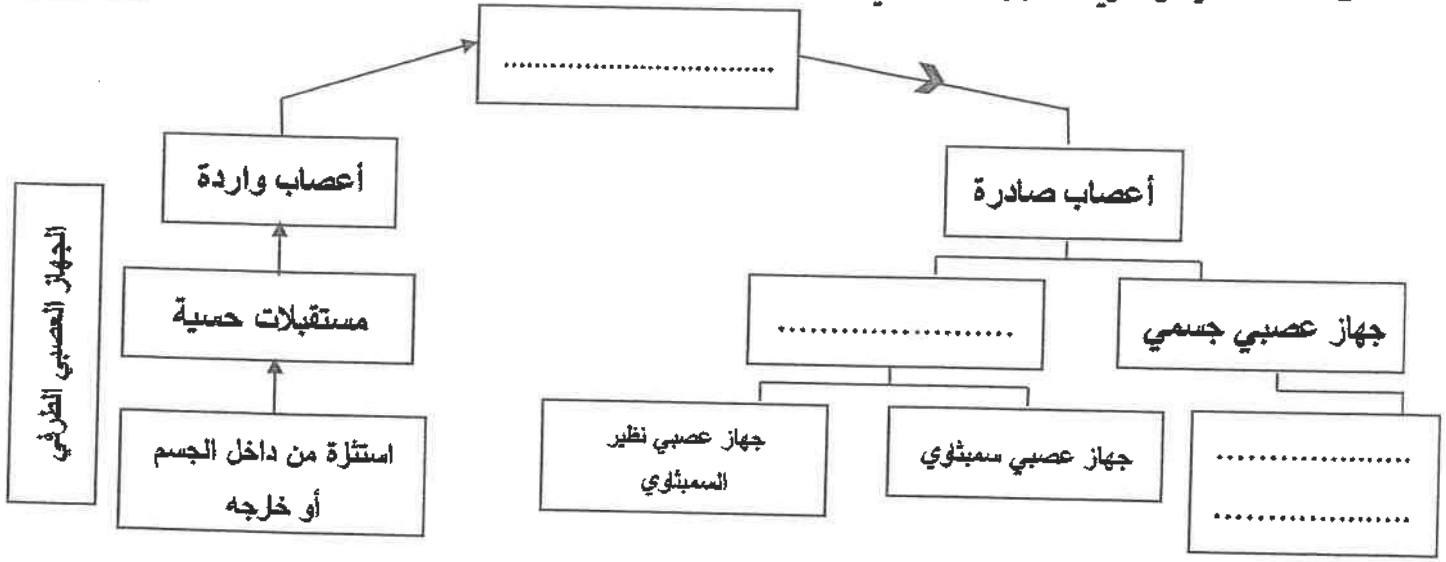 ..............................
أعصاب واردة
أعصاب صادرة
الجهاز العصبي الطرفي
مستقبلات حسية
..........................
جهاز عصبي جسمي
استثارة من داخل الجسم
أو خارجه
جهاز عصبي نظير
السمبثاوي
جهاز عصبي سمبثاوي
......................
......................